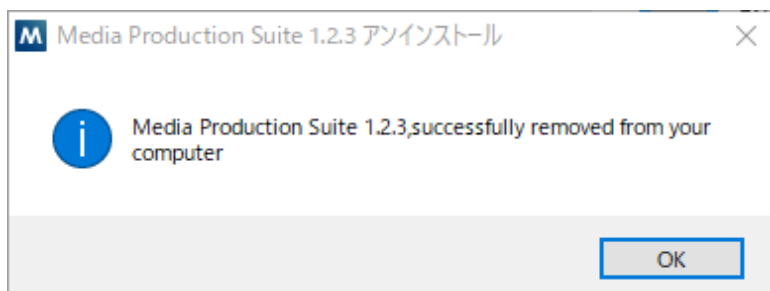 M Media Production Suite 1.2.3 アンインストール
Media Production Suite 1.2.3,successfully removed from your
computer
OK